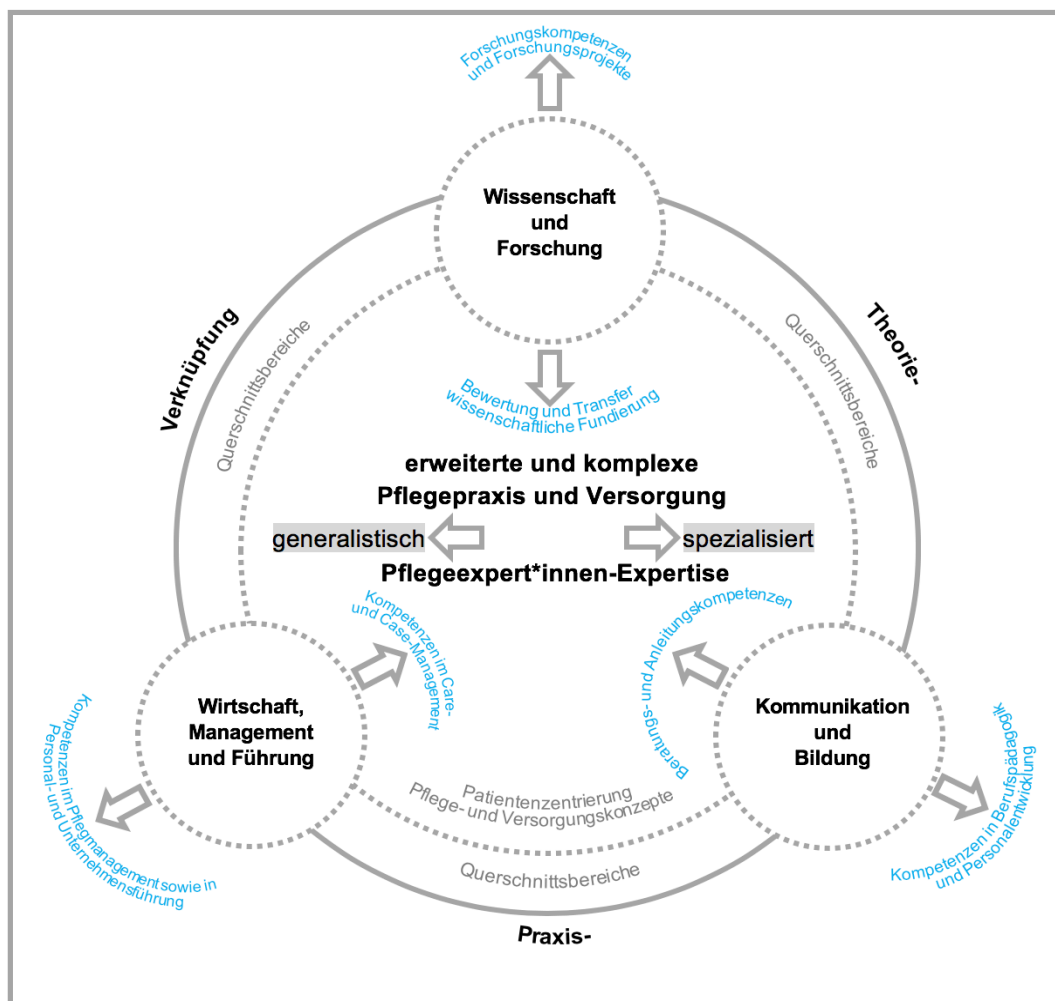 Forschungskompetenzen
und Forschungsprojekte
Wissenschaft
und
Forschung
Verknüpfung
Theorie-
Querschnittsbereiche
Querschnittsbereiche
Bewertung und Transfer
wissenschaftliche Fundierung
erweiterte und komplexe
Pflegepraxis und Versorgung
generalistisch
spezialisiert
Pflegeexpert*innen-Expertise
Kompetenzen im Care-
und Case-Management
Beratungs- und Anleitungskompetenzen
Wirtschaft,
Management
und Führung
Kommunikation
und
Bildung
Kompetenzen im Pflegmanagement sowie in
Personal- und Unternehmensführung
Kompetenzen in Berufspädagogik
und Personalentwicklung
Patientenzentrierung
Pflege- und Versorgungskonzepte
Querschnittsbereiche
Praxis-